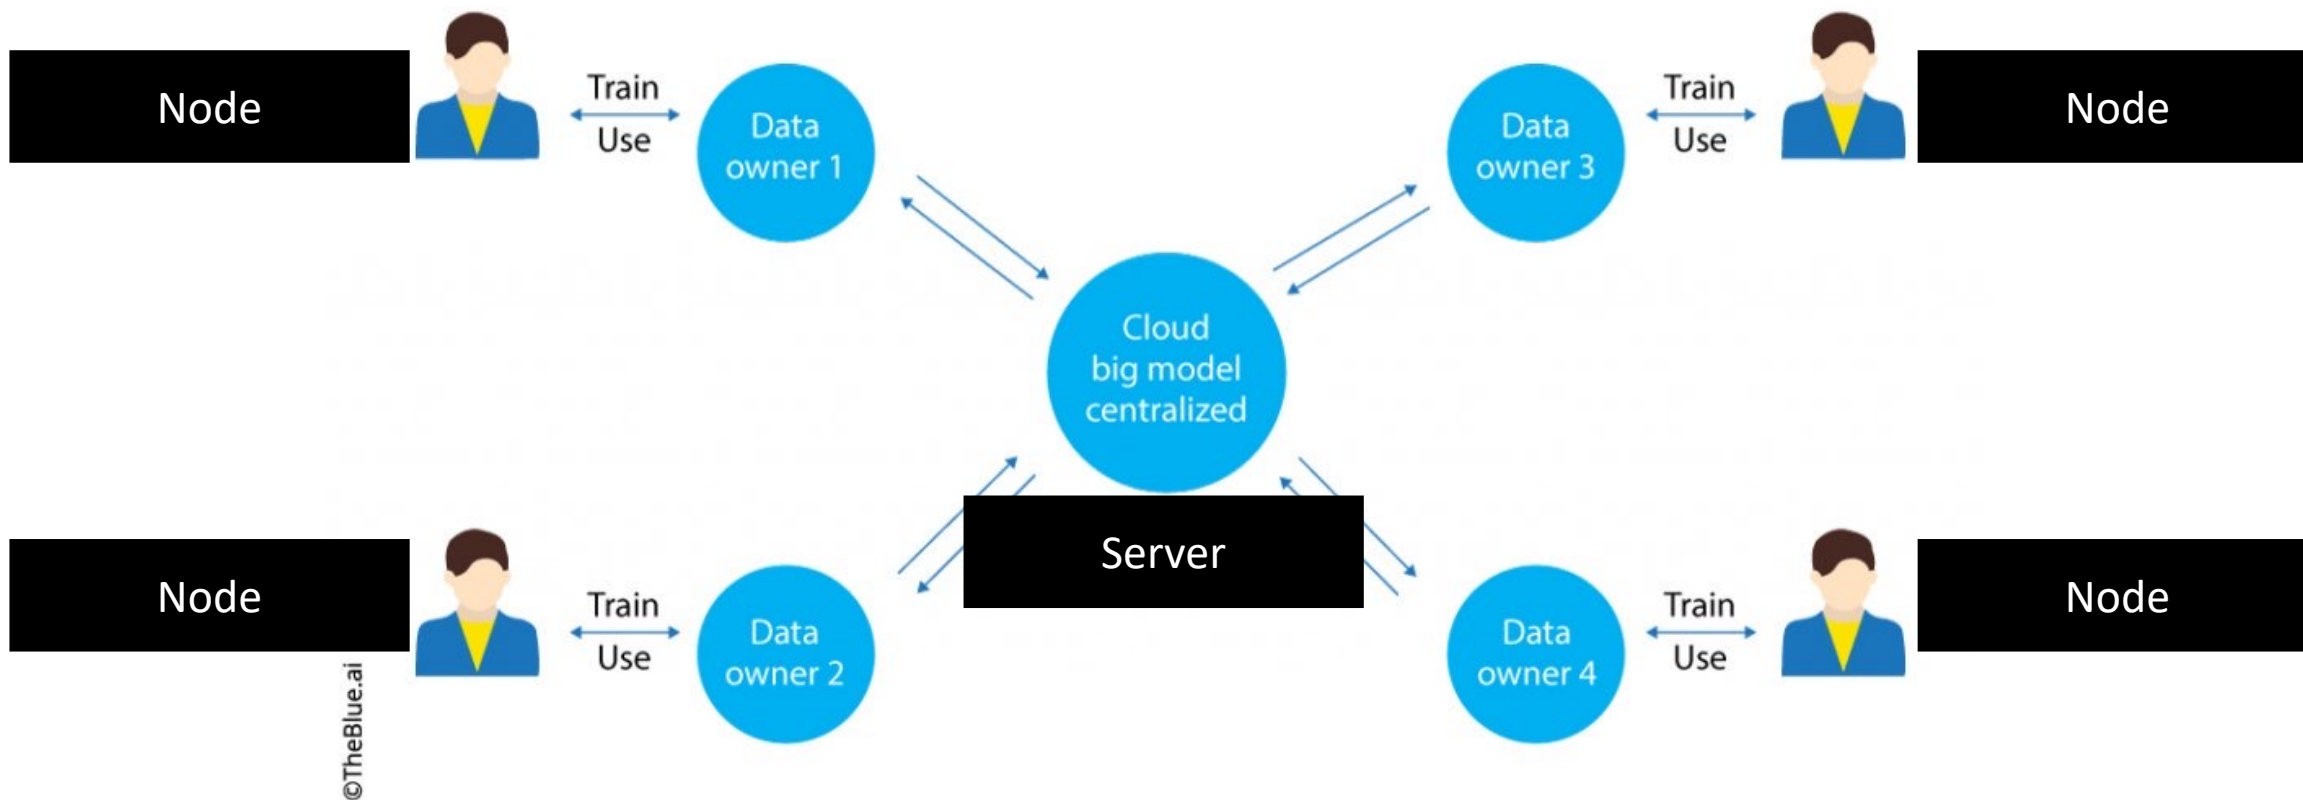 Node
Train
Use
Data
owner 1
Data
owner 3
Train
Use
Node
Cloud
big model
centralized
Server
Node
Train
Use
Data
owner 2
Data
owner 4
Train
Use
Node
©TheBlue.ai